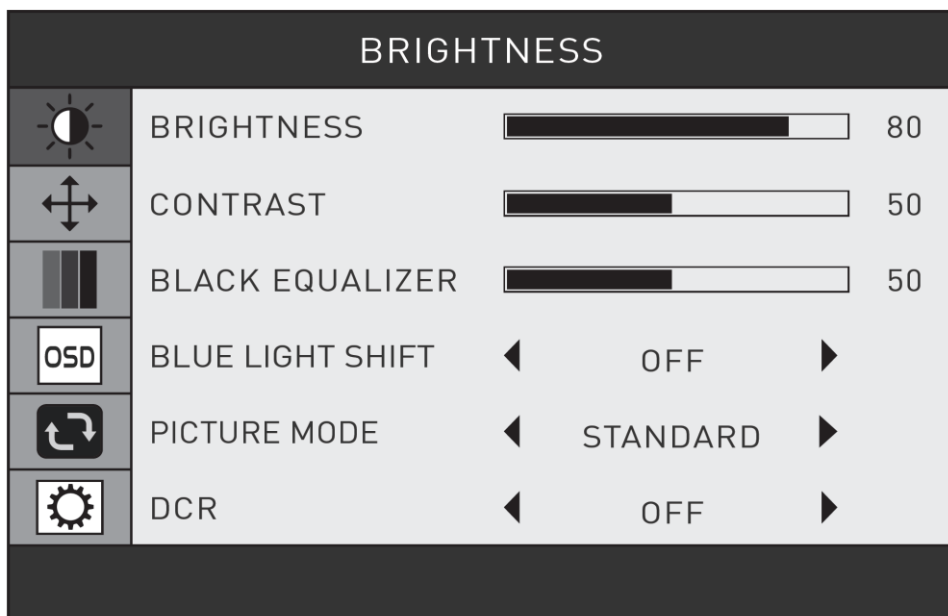 BRIGHTNESS
BRIGHTNESS 80
CONTRAST 50
BLACK EQUALIZER 50
OSD BLUE LIGHT SHIFT OFF
PICTURE MODE STANDARD
DCR OFF